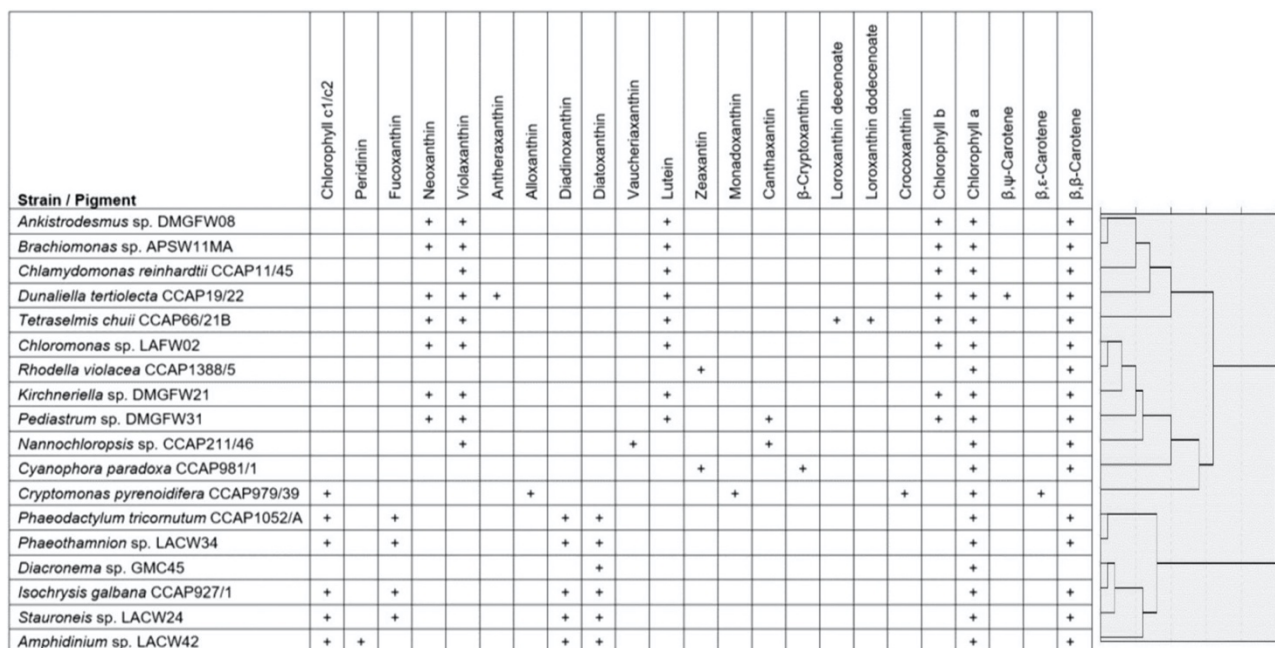 Strain / Pigment
Chlorophyll c1/c2
Peridinin
Fucoxanthin
Neoxanthin
Violaxanthin
Antheraxanthin
Alloxanthin
Diadinoxanthin
Diatoxanthin
Vaucheriaxanthin
Lutein
Zeaxantin
Monadoxanthin
Canthaxantin
β-Cryptoxanthin
Loroxanthin decenoate
Loroxanthin dodecenoate
Crocoxanthin
Chlorophyll b
Chlorophyll a
β,ψ-Carotene
β,ε-Carotene
β,β-Carotene
Ankistrodesmus sp. DMGFW08 + + + + + +
Brachiomonas sp. APSW11MA + + + + + +
Chlamydomonas reinhardtii CCAP11/45 + + + + +
Dunaliella tertiolecta CCAP19/22 + + + + + + + +
Tetraselmis chuii CCAP66/21B + + + + + + + +
Chloromonas sp. LAFW02 + + + + + +
Rhodella violacea CCAP1388/5 + + +
Kirchneriella sp. DMGFW21 + + + + + +
Pediastrum sp. DMGFW31 + + + + + + +
Nannochloropsis sp. CCAP211/46 + + + + +
Cyanophora paradoxa CCAP981/1 + + + +
Cryptomonas pyrenoidifera CCAP979/39 + + + + + +
Phaeodactylum tricornutum CCAP1052/A + + + + + +
Phaeothamnion sp. LACW34 + + + + + +
Diacronema sp. GMC45 + +
Isochrysis galbana CCAP927/1 + + + + + +
Stauroneis sp. LACW24 + + + + + +
Amphidinium sp. LACW42 + + + + + +